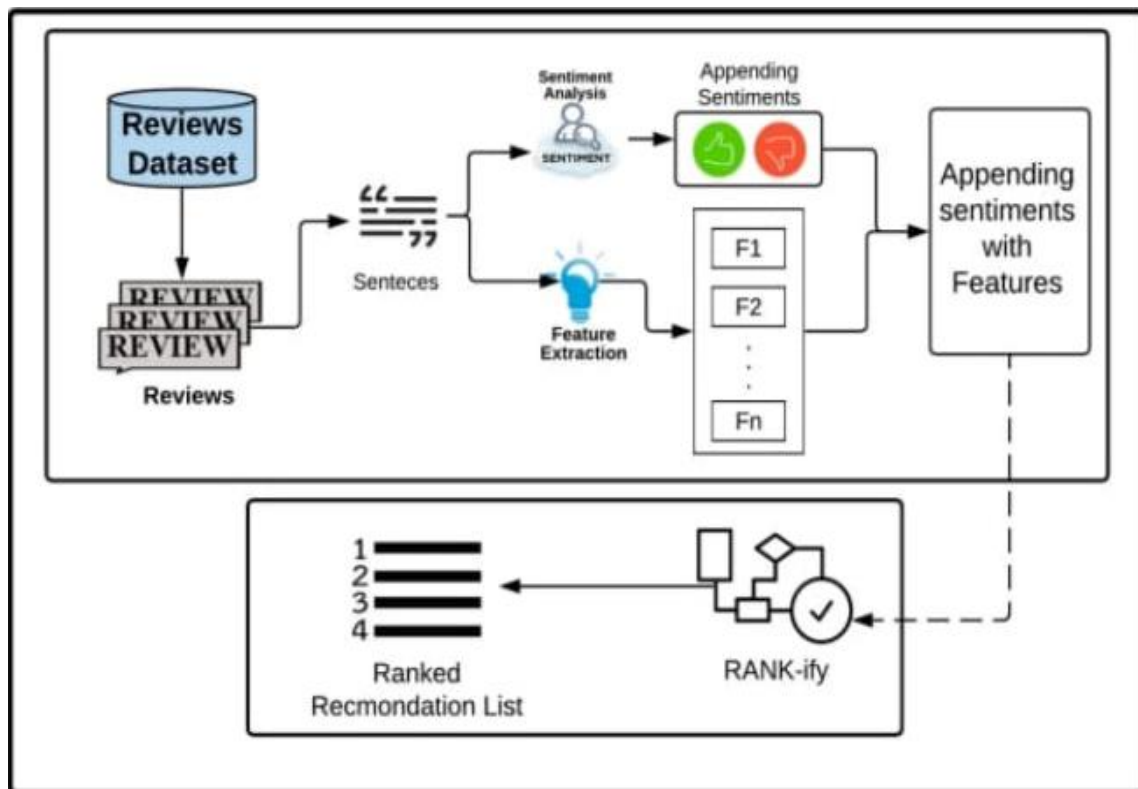 Reviews
Dataset
REVIEW
REVIEW
REVIEW
Reviews
Senteces
Sentiment
Analysis
SENTIMENT
Feature
Extraction
Appending
Sentiments
F1
F2
Fn
Appending
sentiments
with
Features
1
2
3
4
Ranked
Recmondation List
RANK-ify